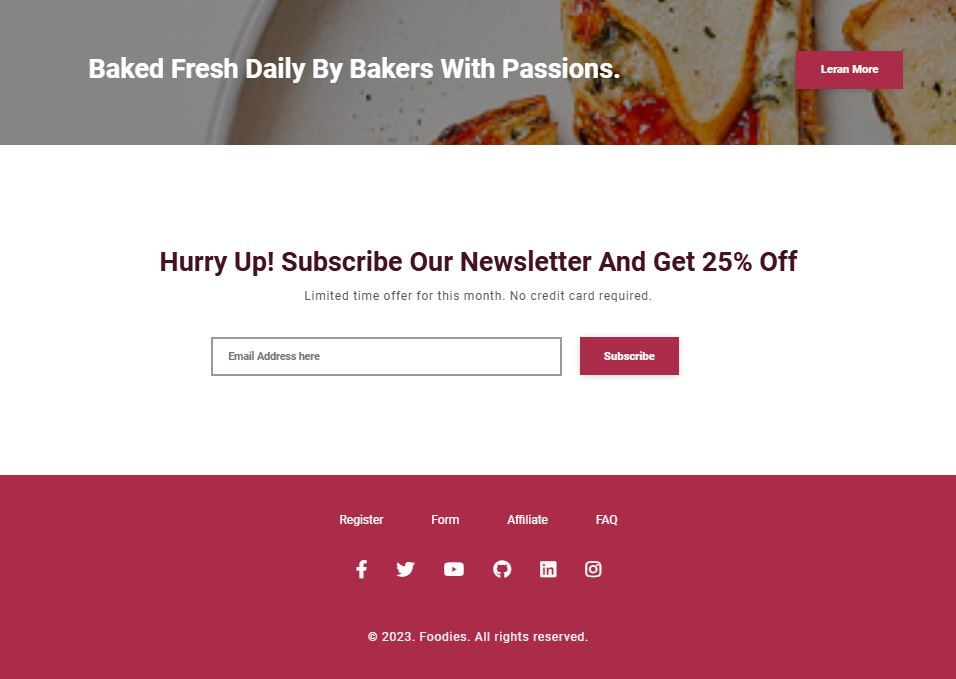 Baked Fresh Daily By Bakers With Passions.
Leran More
Hurry Up! Subscribe Our Newsletter And Get 25% Off
Limited time offer for this month. No credit card required.
Email Address here
Subscribe
Register Form Affiliate FAQ
© 2023. Foodies. All rights reserved.